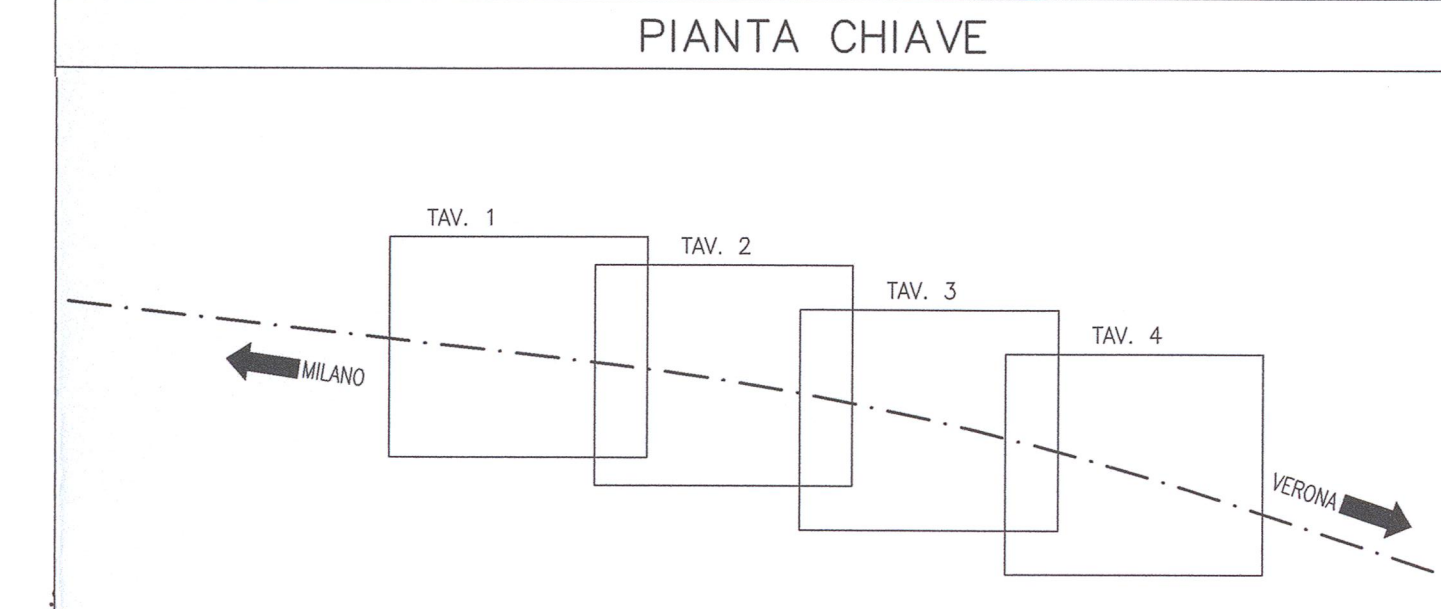 PIANTA CHIAVE
TAV. 1
TAV. 2
TAV. 3
TAV. 4
MILANO
VERONA